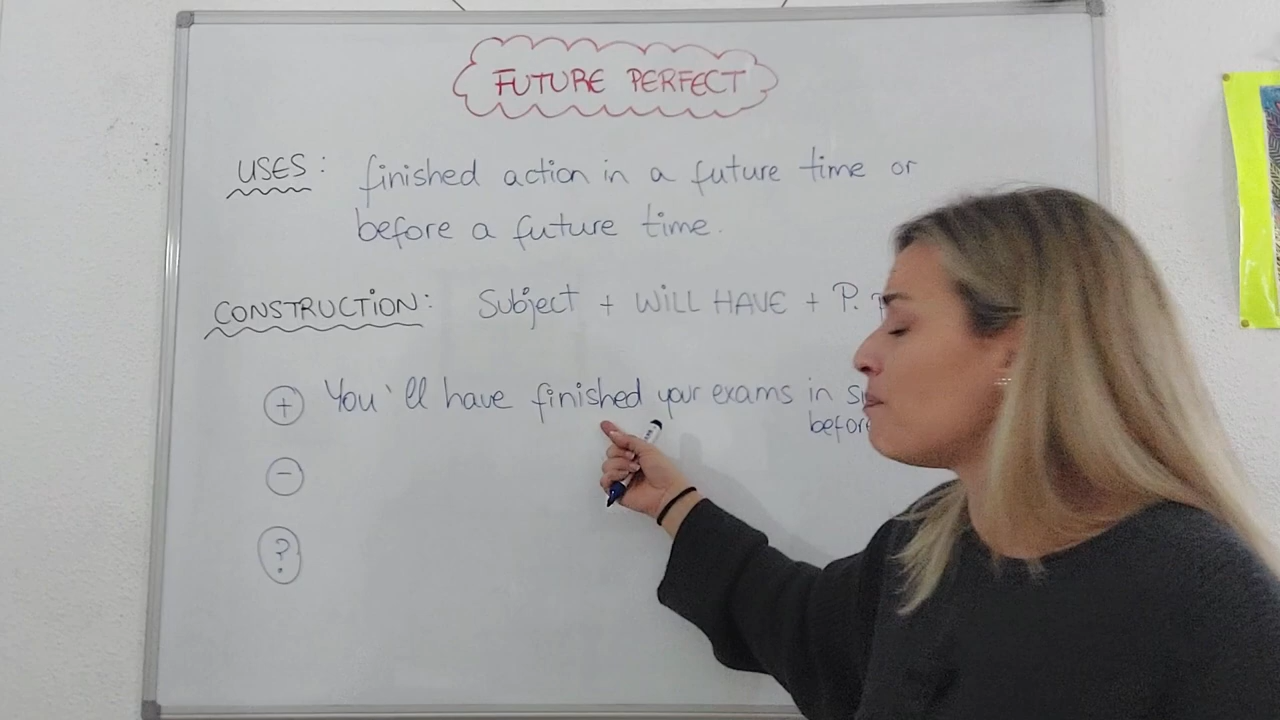 FUTURE PERFECT
USES: finished action in a future time or
before a future time.
CONSTRUCTION: Subject + WiLL HAVE + P.
+ You'll have finished your exams in
before
-
?